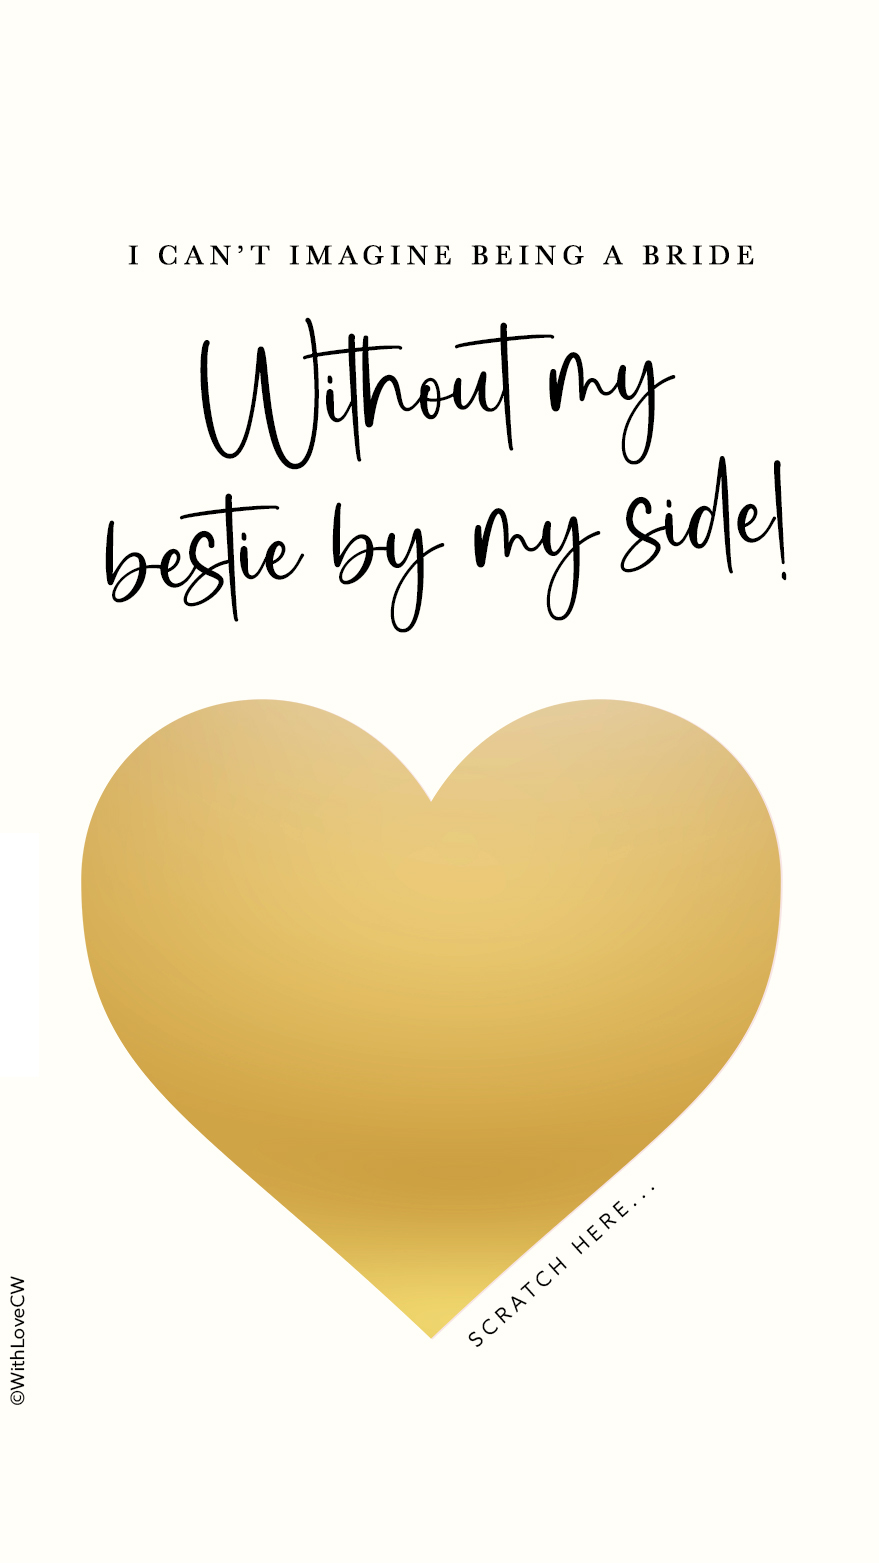 I CAN'T IMAGINE BEING A BRIDE
Without my
bestie by my side!
SCRATCH HERE...
©WithLoveCW